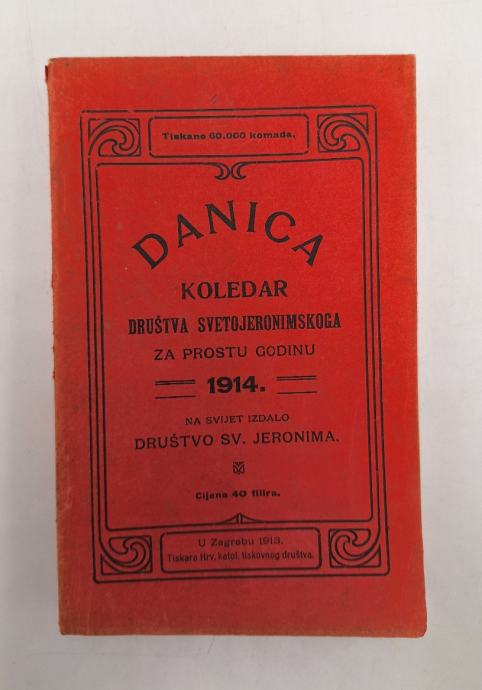 Tiskano 60.000 komada.
DANICA
KOLEDAR
DRUŠTVA SVETOJERONIMSKOGA
ZA PROSTU GODINU
1914.
NA SVIJET IZDALO
DRUŠTVO SV. JERONIMA.
Cijena 40 filira.
U Zagrebu 1913.
Tiskara Hrv. katol. tiskovnog društva.